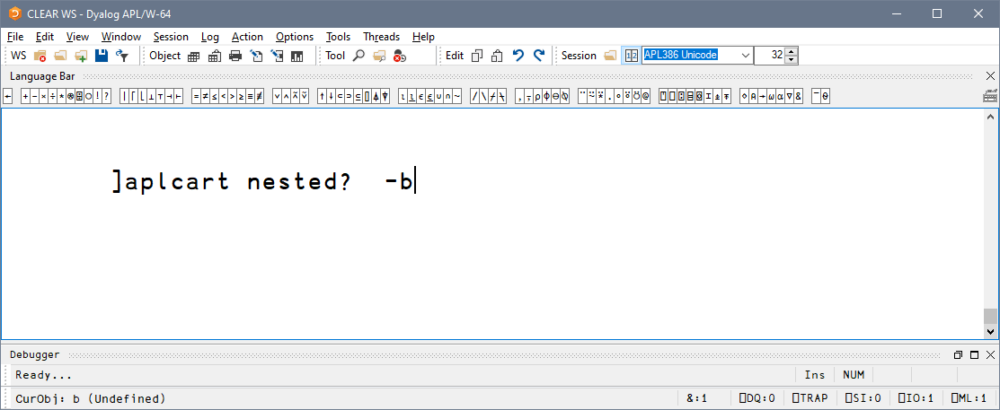 CLEAR WS - Dyalog APL/W-64
File Edit View Window Session Log Action Options Tools Threads Help
WS Object Tool Edit Session APL386 Unicode 32
Language Bar
← + - × ÷ * ⍟ ⌹ ○ ! ? | ⌈ ⌊ ⊥ ⊤ ⊣ ⊢ = ≠ ≤ < > ≥ ≡ ≢ ∨ ∧ ⍲ ⍱ ↑ ↓ ⊂ ⊃ ⊆ ⌷ ⍋ ⍒ ⍳ ⍸ ∊ ⍷ ∪ ∩ ~ / \ ⌿ ⍀ , ⍪ ⍴ ⌽ ⊖ ⍉ ¨ ⍨ ⍣ . ∘ ⍤ ⍥ @ ⌸ ⌺ ⌶ ⍎ ⍕ ⋄ ⍝ → ⍵ ⍺ ∇ & ¯ ⍬
]aplcart nested? -b
Debugger
Ready... Ins NUM
CurObj: b (Undefined) &:1 ⎕DQ:0 ⎕TRAP ⎕SI:0 ⎕IO:1 ⎕ML:1